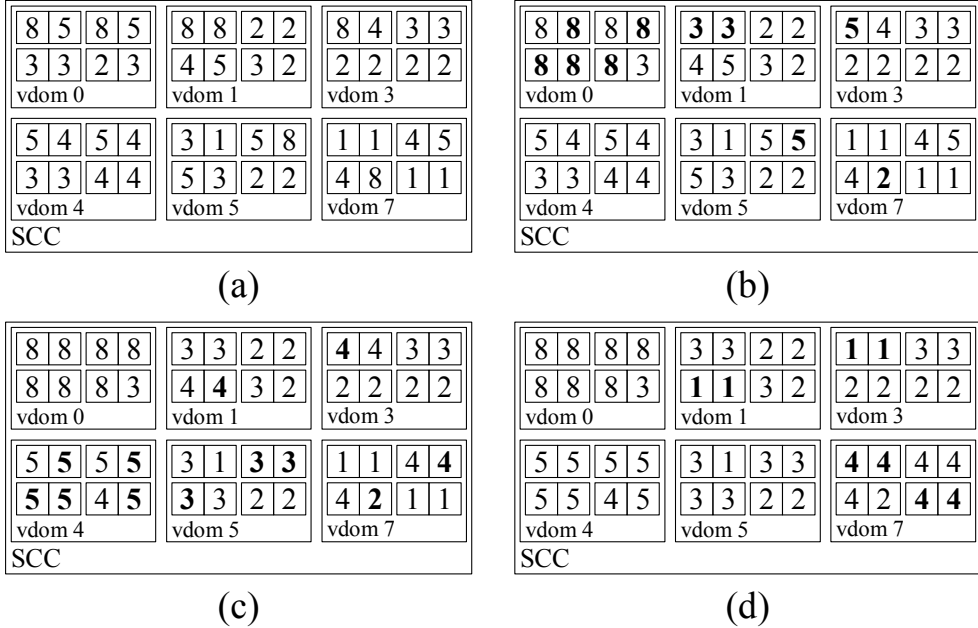 8 5 8 5 8 8 2 2 8 4 3 3
3 3 2 3 4 5 3 2 2 2 2 2
vdom 0 vdom 1 vdom 3
5 4 5 4 3 1 5 8 1 1 4 5
3 3 4 4 5 3 2 2 4 8 1 1
vdom 4 vdom 5 vdom 7
SCC
(a)
8 8 8 8 3 3 2 2 5 4 3 3
8 8 8 3 4 5 3 2 2 2 2 2
vdom 0 vdom 1 vdom 3
5 4 5 4 3 1 5 5 1 1 4 5
3 3 4 4 5 3 2 2 4 2 1 1
vdom 4 vdom 5 vdom 7
SCC
(b)
8 8 8 8 3 3 2 2 4 4 3 3
8 8 8 3 4 4 3 2 2 2 2 2
vdom 0 vdom 1 vdom 3
5 5 5 5 3 1 3 3 1 1 4 4
5 5 4 5 3 3 2 2 4 2 1 1
vdom 4 vdom 5 vdom 7
SCC
(c)
8 8 8 8 3 3 2 2 1 1 3 3
8 8 8 3 1 1 3 2 2 2 2 2
vdom 0 vdom 1 vdom 3
5 5 5 5 3 1 3 3 4 4 4 4
5 5 4 5 3 3 2 2 4 2 4 4
vdom 4 vdom 5 vdom 7
SCC
(d)